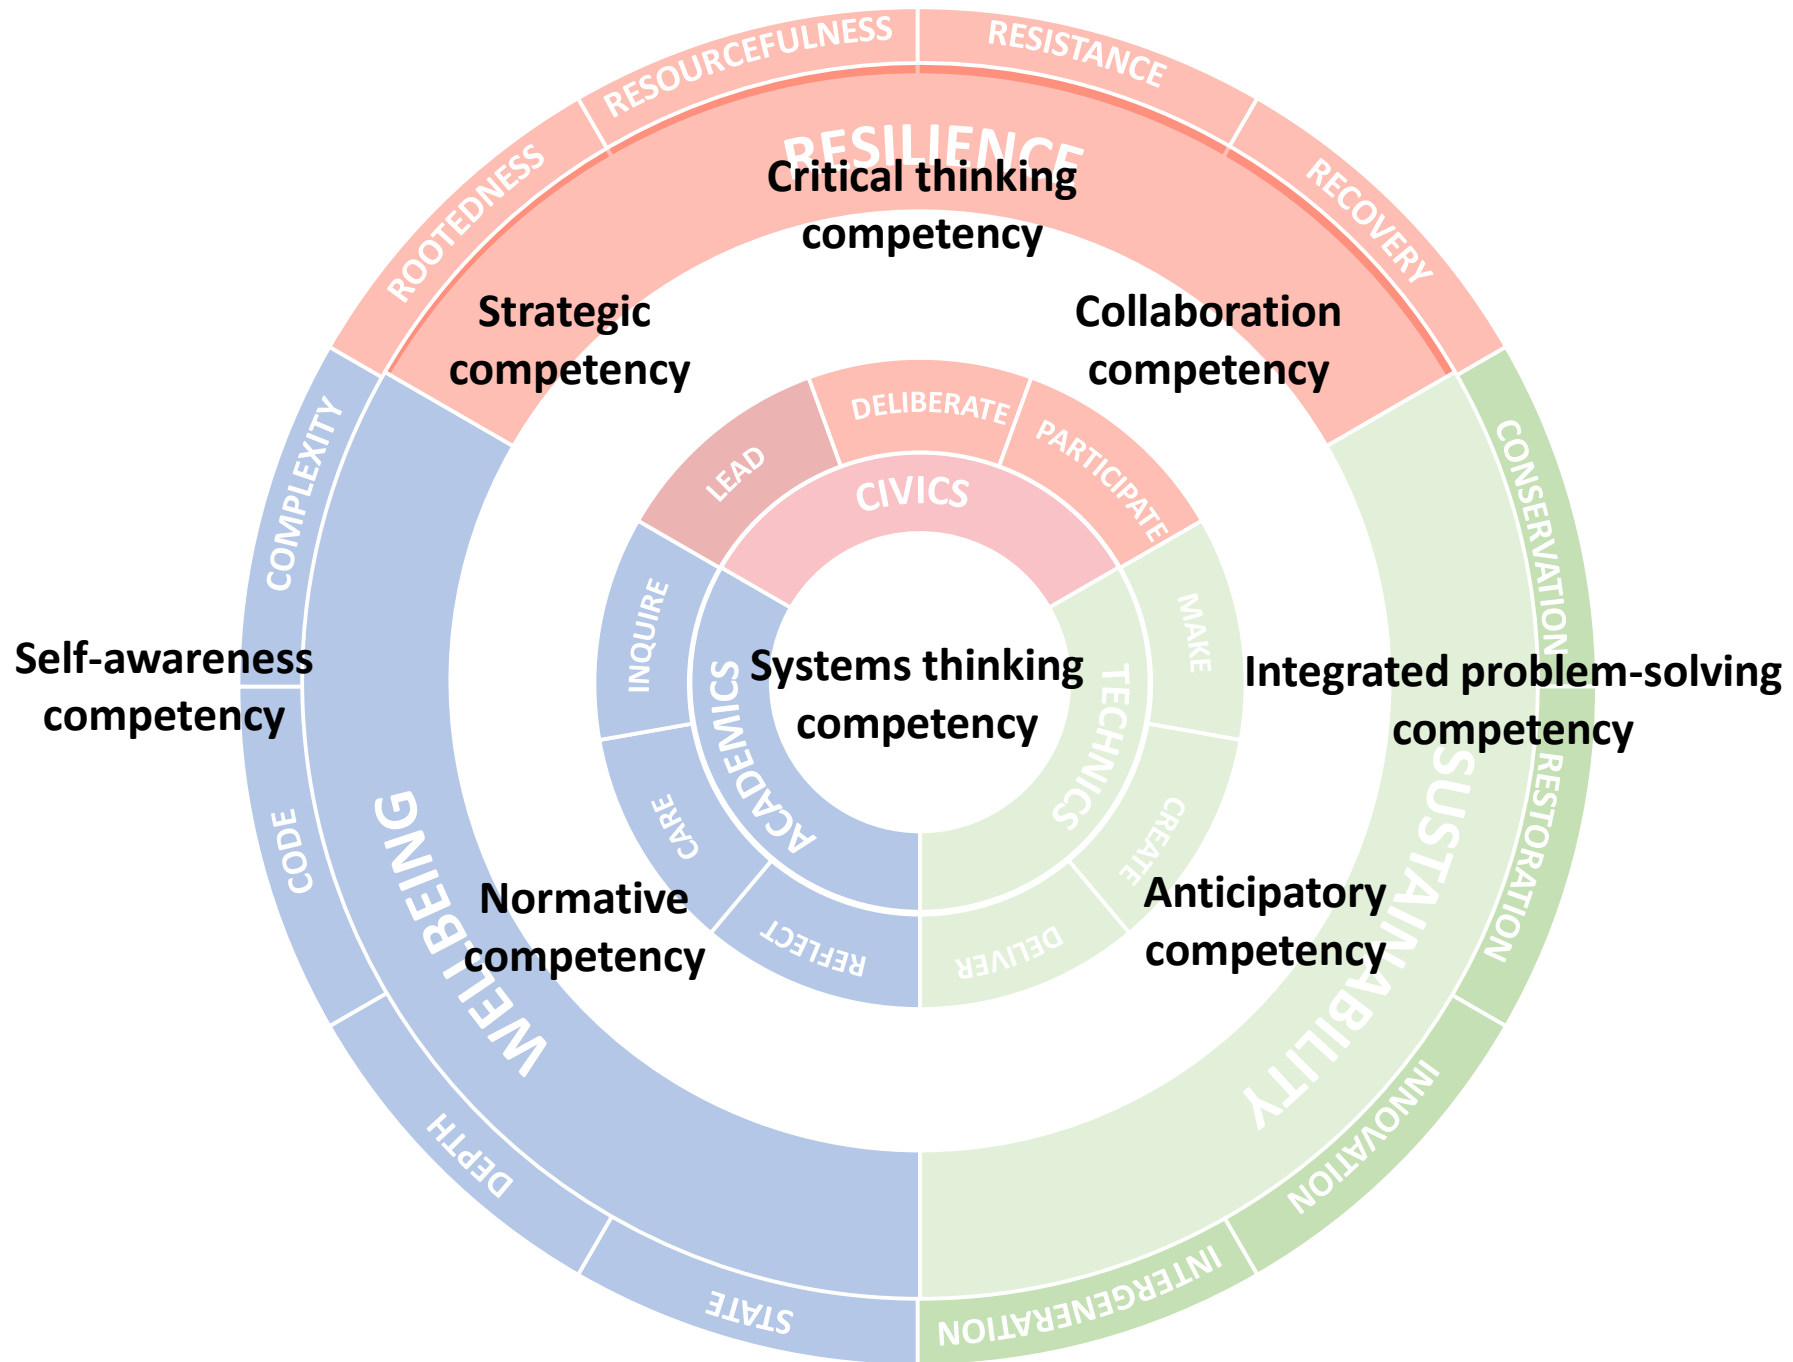 RESOURCEFULNESS
RESISTANCE
ROOTEDNESS
RECOVERY
RESILIENCE
Critical thinking
competency
Strategic
competency
Collaboration
competency
COMPLEXITY
CONSERVATION
LEAD
DELIBERATE
PARTICIPATE
CIVICS
INQUIRE
MAKE
Self-awareness
competency
ACADEMICS
Systems thinking
competency
TECHNICS
Integrated problem-solving
competency
CODE
WELLBEING
CARE
CREATE
SUSTAINABILITY
RESTORATION
Normative
competency
REFLECT
DELIVER
Anticipatory
competency
DEPTH
INNOVATION
STATE
INTERGENERATION